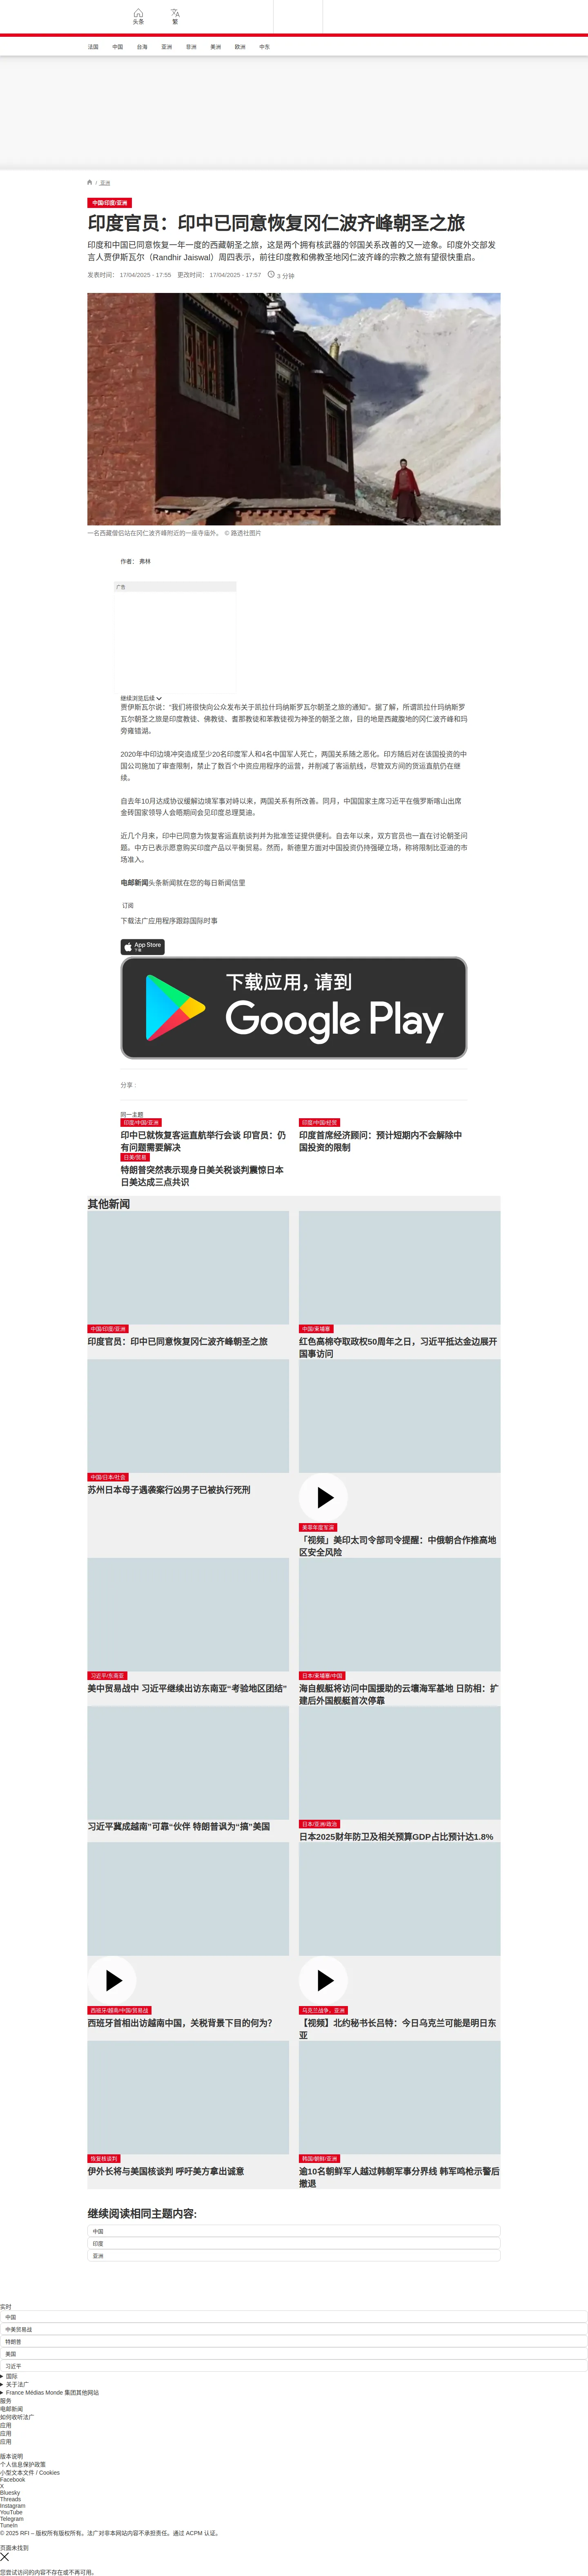 头条
繁
法国 中国 台海 亚洲 非洲 美洲 欧洲 中东
/ 亚洲
中国/印度/亚洲
印度官员：印中已同意恢复冈仁波齐峰朝圣之旅
印度和中国已同意恢复一年一度的西藏朝圣之旅，这是两个拥有核武器的邻国关系改善的又一迹象。印度外交部发
言人贾伊斯瓦尔（Randhir Jaiswal）周四表示，前往印度教和佛教圣地冈仁波齐峰的宗教之旅有望很快重启。
发表时间： 17/04/2025 - 17:55 更改时间： 17/04/2025 - 17:57 3 分钟
一名西藏僧侣站在冈仁波齐峰附近的一座寺庙外。 © 路透社图片
作者： 弗林
广告
继续浏览后续
贾伊斯瓦尔说：“我们将很快向公众发布关于凯拉什玛纳斯罗瓦尔朝圣之旅的通知”。据了解，所谓凯拉什玛纳斯罗
瓦尔朝圣之旅是印度教徒、佛教徒、耆那教徒和苯教徒视为神圣的朝圣之旅，目的地是西藏腹地的冈仁波齐峰和玛
旁雍错湖。
2020年中印边境冲突造成至少20名印度军人和4名中国军人死亡，两国关系随之恶化。印方随后对在该国投资的中
国公司施加了审查限制，禁止了数百个中资应用程序的运营，并削减了客运航线，尽管双方间的货运直航仍在继
续。
自去年10月达成协议缓解边境军事对峙以来，两国关系有所改善。同月，中国国家主席习近平在俄罗斯喀山出席
金砖国家领导人会晤期间会见印度总理莫迪。
近几个月来，印中已同意为恢复客运直航谈判并为批准签证提供便利。自去年以来，双方官员也一直在讨论朝圣问
题。中方已表示愿意购买印度产品以平衡贸易。然而，新德里方面对中国投资仍持强硬立场，称将限制比亚迪的市
场准入。
电邮新闻头条新闻就在您的每日新闻信里
订阅
下载法广应用程序跟踪国际时事
App Store
下载
下载应用，请到
Google Play
分享 :
同一主题
印度/中国/亚洲
印中已就恢复客运直航举行会谈 印官员：仍
有问题需要解决
印度/中国/经贸
印度首席经济顾问：预计短期内不会解除中
国投资的限制
日美/贸易
特朗普突然表示现身日美关税谈判震惊日本
日美达成三点共识
其他新闻
中国/印度/亚洲
印度官员：印中已同意恢复冈仁波齐峰朝圣之旅
中国/柬埔寨
红色高棉夺取政权50周年之日，习近平抵达金边展开
国事访问
中国/日本/社会
苏州日本母子遇袭案行凶男子已被执行死刑
美菲年度军演
「视频」美印太司令部司令提醒：中俄朝合作推高地
区安全风险
习近平/东南亚
美中贸易战中 习近平继续出访东南亚“考验地区团结”
日本/柬埔寨/中国
海自舰艇将访问中国援助的云壤海军基地 日防相：扩
建后外国舰艇首次停靠
习近平冀成越南”可靠“伙伴 特朗普讽为“搞”美国
日本/亚洲/政治
日本2025财年防卫及相关预算GDP占比预计达1.8%
西班牙/越南/中国/贸易战
西班牙首相出访越南中国，关税背景下目的何为？
乌克兰战争，亚洲
【视频】北约秘书长吕特：今日乌克兰可能是明日东
亚
恢复核谈判
伊外长将与美国核谈判 呼吁美方拿出诚意
韩国/朝鲜/亚洲
逾10名朝鲜军人越过韩朝军事分界线 韩军鸣枪示警后
撤退
继续阅读相同主题内容:
中国
印度
亚洲
实时
中国
中美贸易战
特朗普
美国
习近平
国际
关于法广
France Médias Monde 集团其他网站
服务
电邮新闻
如何收听法广
应用
应用
应用
版本说明
个人信息保护政策
小型文本文件 / Cookies
Facebook
X
Bluesky
Threads
Instagram
YouTube
Telegram
TuneIn
© 2025 RFI – 版权所有版权所有。法广对非本网站内容不承担责任。通过 ACPM 认证。
页面未找到
您尝试访问的内容不存在或不再可用。